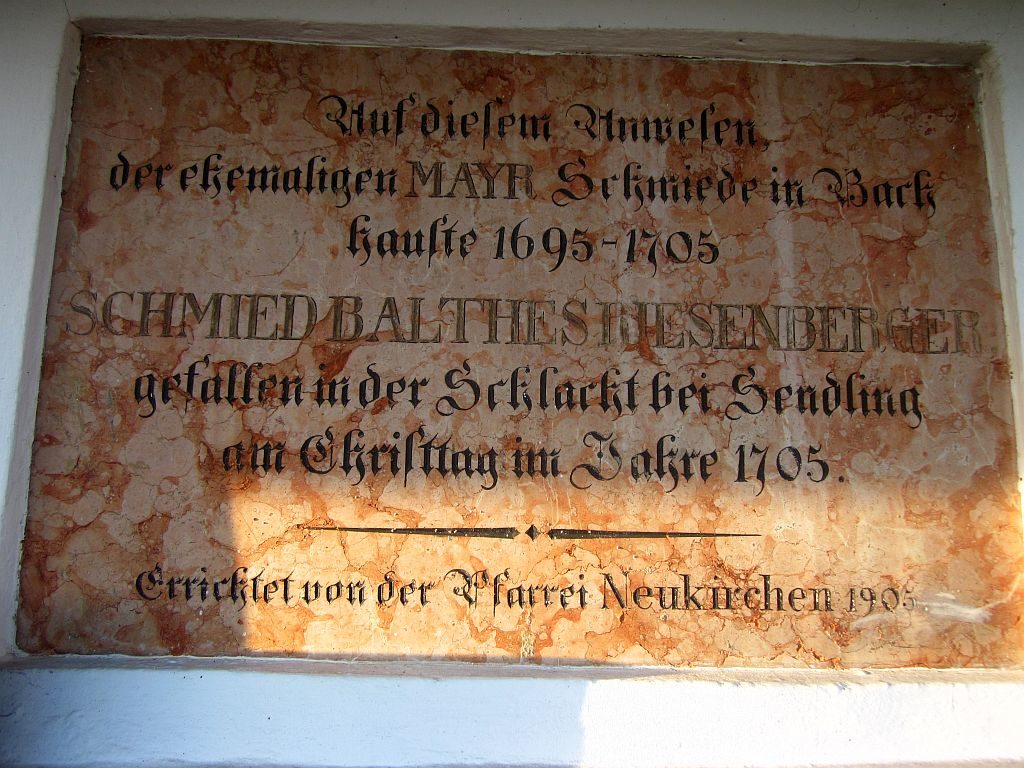 Auf diesem Anwesen,
der ehemaligen MAYR Schmiede in Bach
hauste 1695-1705
SCHMIED BALTHES RIESENBERGER
gefallen in der Schlacht bei Sendling
am Christtag im Jahre 1705.
Errichtet von der Pfarrei Neukirchen 1905